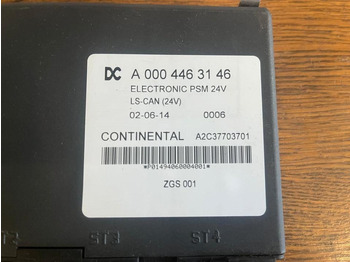 DC A 000 446 31 46
ELECTRONIC PSM 24V
LS-CAN (24V)
02-06-14 0006
CONTINENTAL A2C37703701
*P01494060004001*
ZGS 001
ST3 ST4